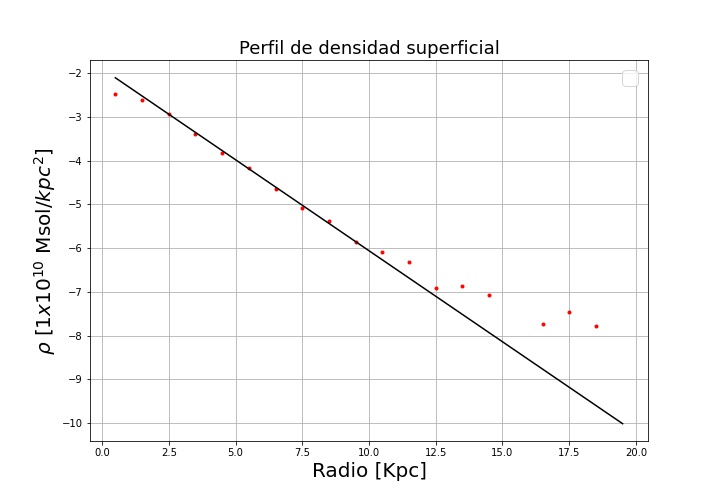 Perfil de densidad superficial
−2
−3
−4
−5
−6
−7
−8
−9
−10
ρ [1x10^{10} Msol/kpc^2]
0.0 2.5 5.0 7.5 10.0 12.5 15.0 17.5 20.0
Radio [Kpc]